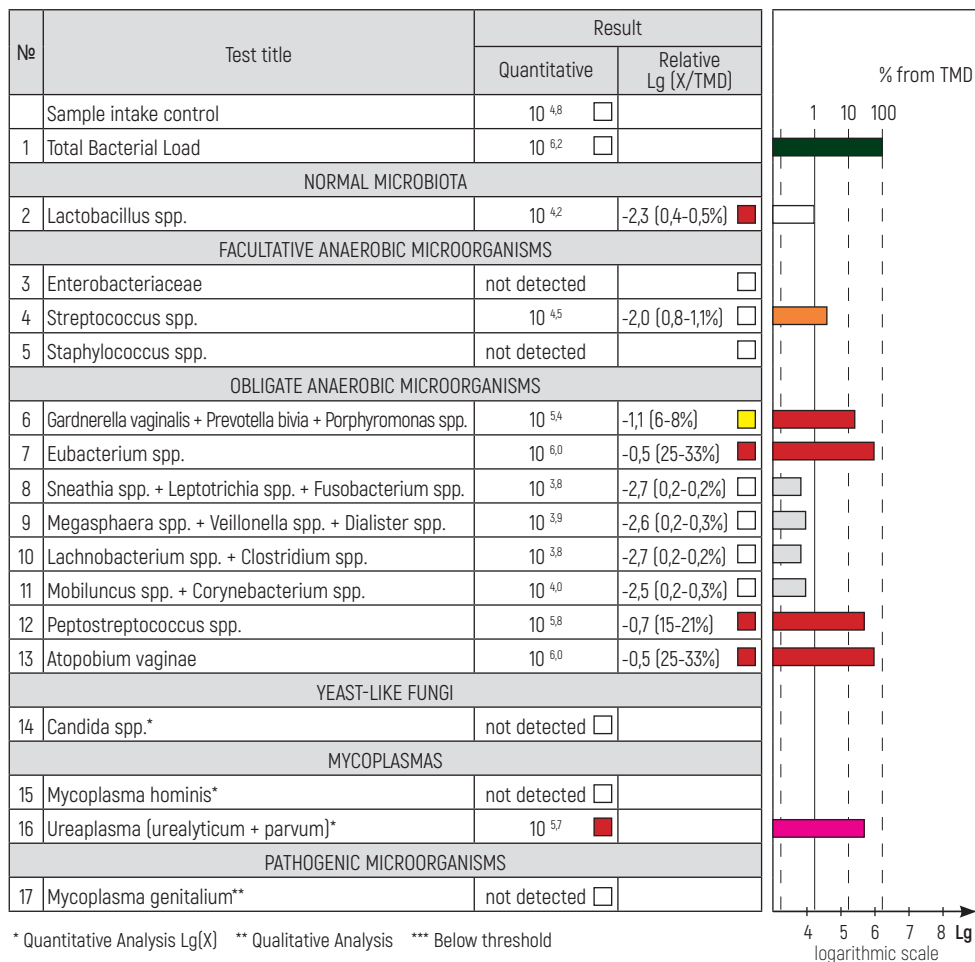 № Test title Result
Quantitative Relative Lg (X/TMD)
% from TMD
Sample intake control 10 4,8
1 10 100
1 Total Bacterial Load 10 6,2
NORMAL MICROBIOTA
2 Lactobacillus spp. 10 4,2 -2,3 (0,4-0,5%)
FACULTATIVE ANAEROBIC MICROORGANISMS
3 Enterobacteriaceae not detected
4 Streptococcus spp. 10 4,5 -2,0 (0,8-1,1%)
5 Staphylococcus spp. not detected
OBLIGATE ANAEROBIC MICROORGANISMS
6 Gardnerella vaginalis + Prevotella bivia + Porphyromonas spp. 10 5,4 -1,1 (6-8%)
7 Eubacterium spp. 10 6,0 -0,5 (25-33%)
8 Sneathia spp. + Leptotrichia spp. + Fusobacterium spp. 10 3,8 -2,7 (0,2-0,2%)
9 Megasphaera spp. + Veillonella spp. + Dialister spp. 10 3,9 -2,6 (0,2-0,3%)
10 Lachnobacterium spp. + Clostridium spp. 10 3,8 -2,7 (0,2-0,2%)
11 Mobiluncus spp. + Corynebacterium spp. 10 4,0 -2,5 (0,2-0,3%)
12 Peptostreptococcus spp. 10 5,8 -0,7 (15-21%)
13 Atopobium vaginae 10 6,0 -0,5 (25-33%)
YEAST-LIKE FUNGI
14 Candida spp.* not detected
MYCOPLASMAS
15 Mycoplasma hominis* not detected
16 Ureaplasma (urealyticum + parvum)* 10 5,7
PATHOGENIC MICROORGANISMS
17 Mycoplasma genitalium** not detected
4 5 6 7 8 Lg
logarithmic scale
* Quantitative Analysis Lg(X) ** Qualitative Analysis *** Below threshold